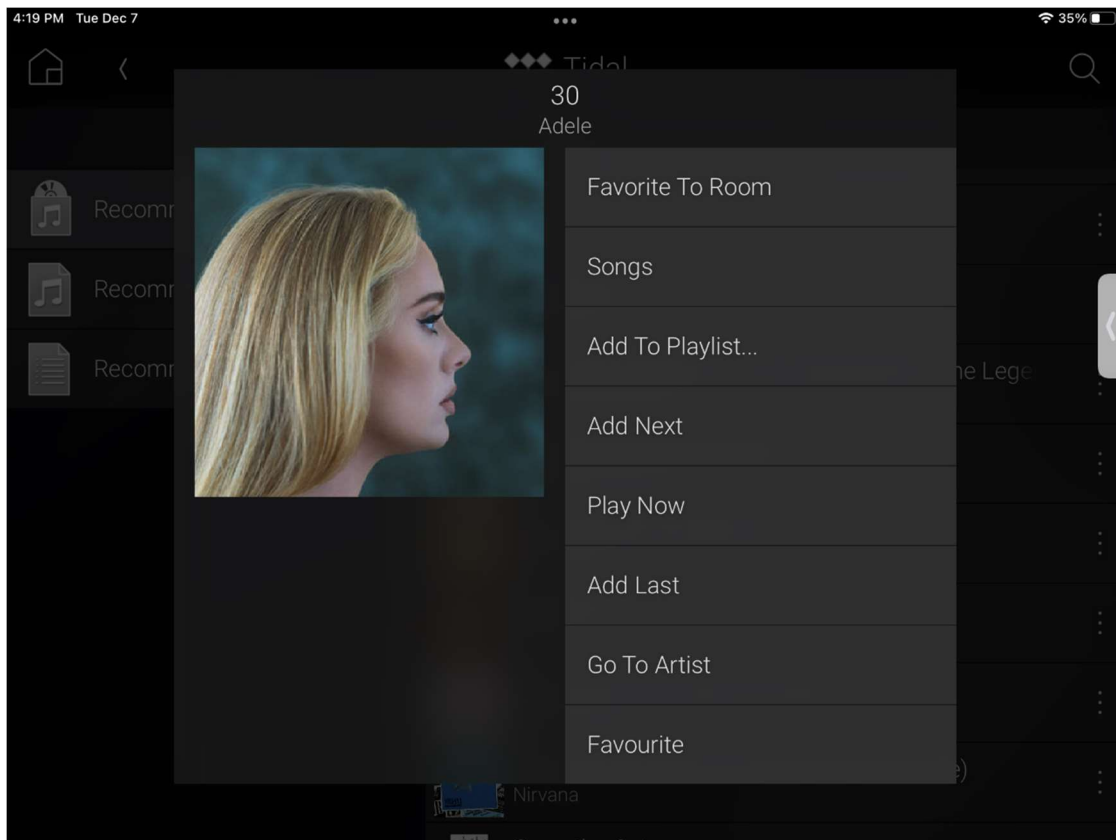 4:19 PM Tue Dec 7
35%
Tidal
30
Adele
Favorite To Room
Songs
Add To Playlist...
Add Next
Play Now
Add Last
Go To Artist
Favourite
Recomm
Recomm
Recomm
ne Lege
e)
Nirvana